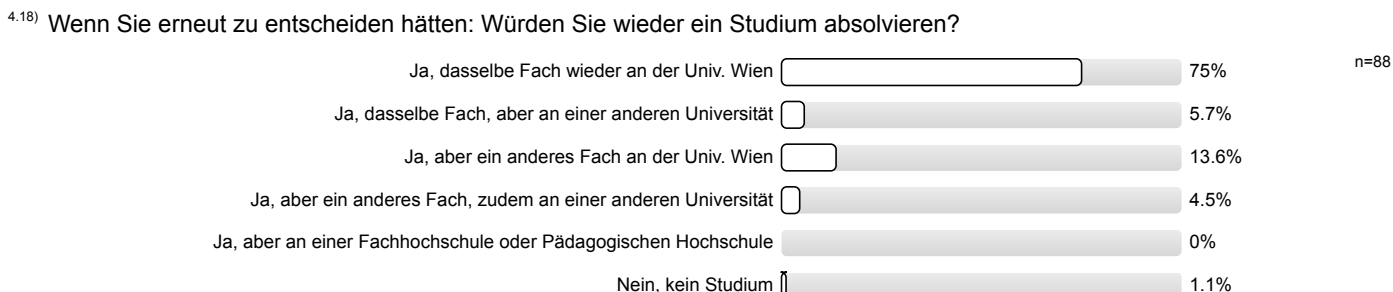 4.18) Wenn Sie erneut zu entscheiden hätten: Würden Sie wieder ein Studium absolvieren?
Ja, dasselbe Fach wieder an der Univ. Wien 75% n=88
Ja, dasselbe Fach, aber an einer anderen Universität 5.7%
Ja, aber ein anderes Fach an der Univ. Wien 13.6%
Ja, aber ein anderes Fach, zudem an einer anderen Universität 4.5%
Ja, aber an einer Fachhochschule oder Pädagogischen Hochschule 0%
Nein, kein Studium 1.1%